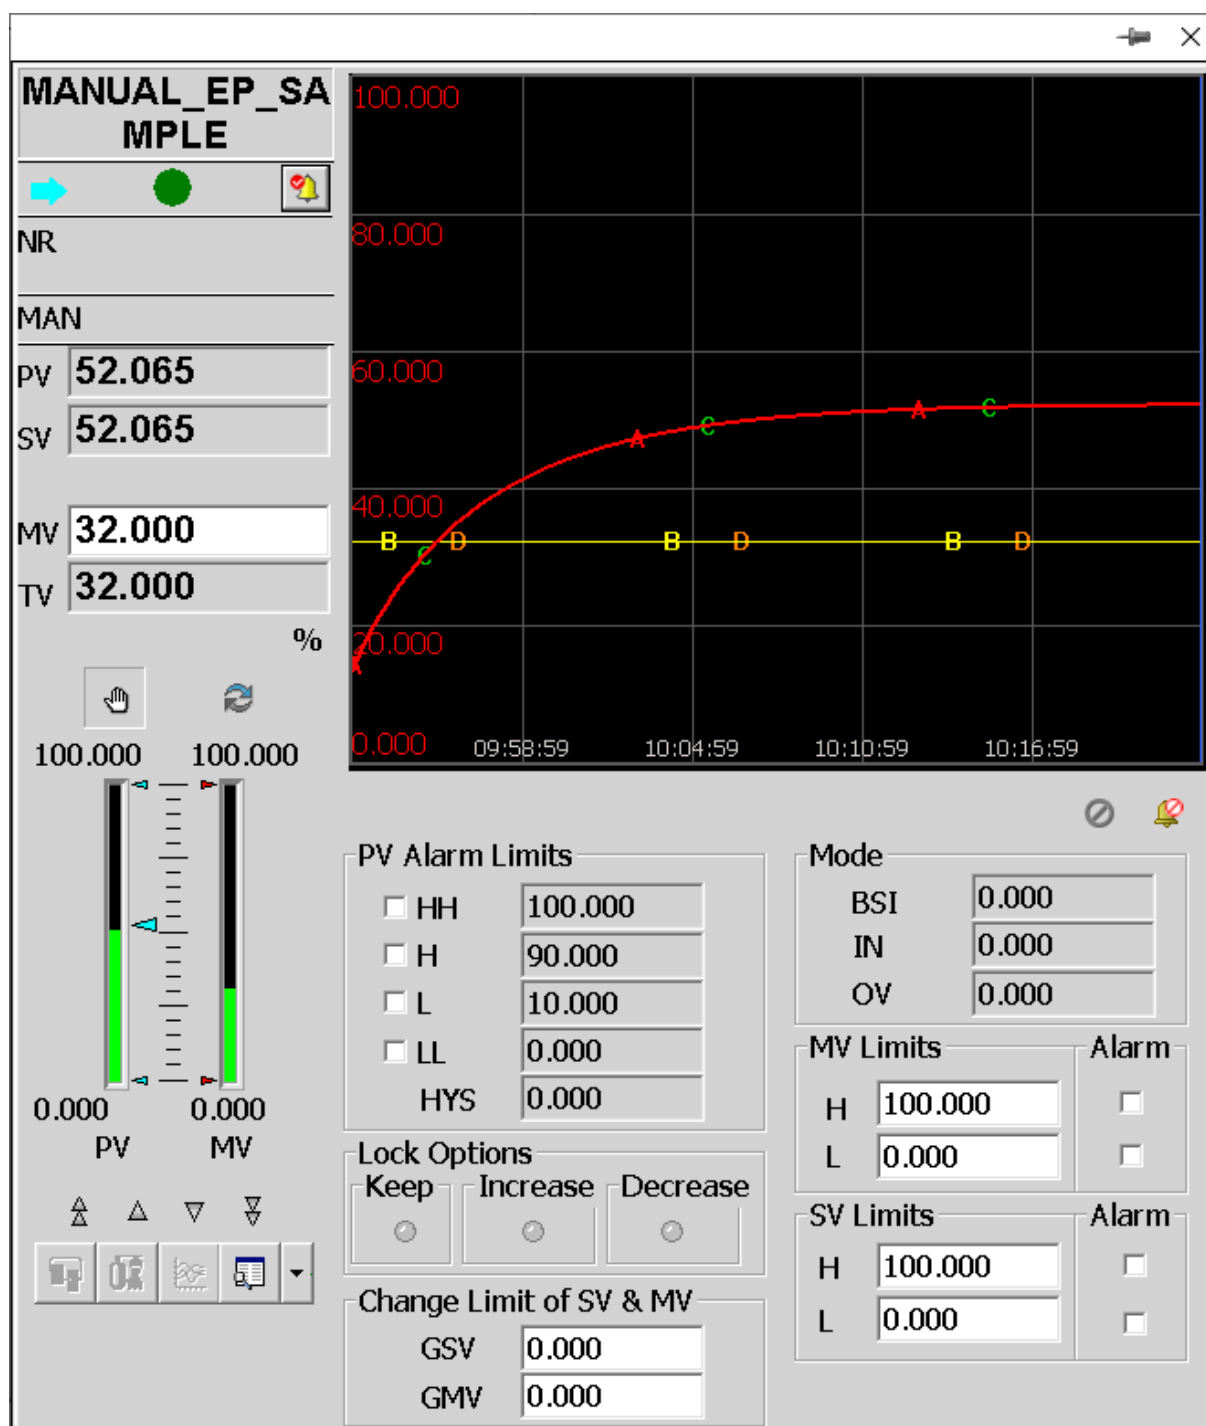 MANUAL_EP_SA
MPLE
NR
MAN
PV 52.065
SV 52.065
MV 32.000
TV 32.000
%
100.000 100.000
0.000 0.000
PV MV
100.000
80.000
60.000
40.000
20.000
0.000
A A A
B B B
C C C
D D D
09:58:59 10:04:59 10:10:59 10:16:59
PV Alarm Limits
HH 100.000
H 90.000
L 10.000
LL 0.000
HYS 0.000
Lock Options
Keep Increase Decrease
Change Limit of SV & MV
GSV 0.000
GMV 0.000
Mode
BSI 0.000
IN 0.000
OV 0.000
MV Limits Alarm
H 100.000
L 0.000
SV Limits Alarm
H 100.000
L 0.000